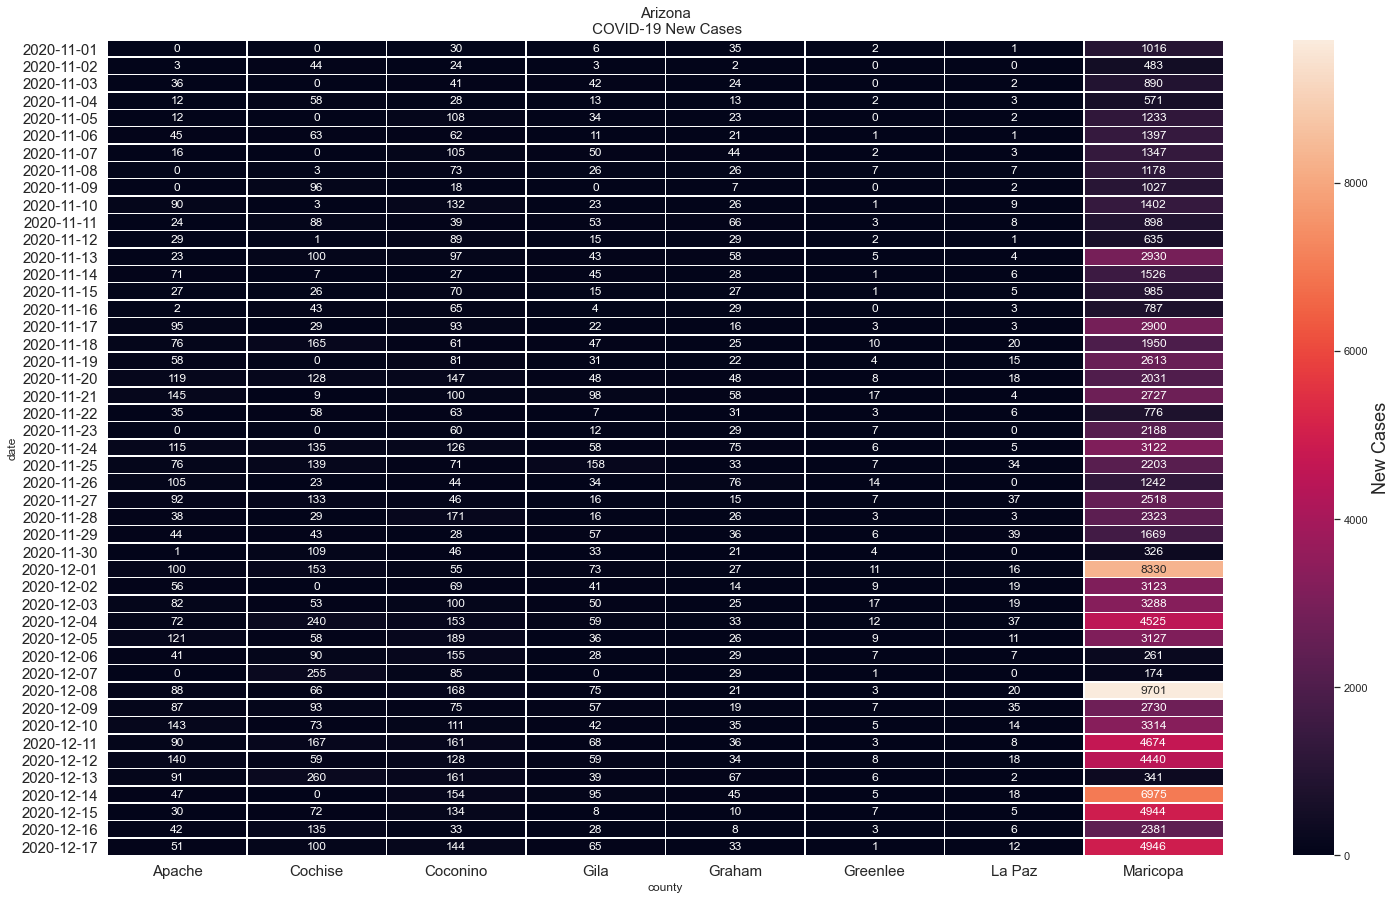 Arizona
COVID-19 New Cases
2020-11-01 0 0 30 6 35 2 1 1016
2020-11-02 3 44 24 3 2 0 0 483
2020-11-03 36 0 41 42 24 0 2 890
2020-11-04 12 58 28 13 13 2 3 571
2020-11-05 12 0 108 34 23 0 2 1233
2020-11-06 45 63 62 11 21 1 1 1397
2020-11-07 16 0 105 50 44 2 3 1347
2020-11-08 0 3 73 26 26 7 7 1178
2020-11-09 0 96 18 0 7 0 2 1027
2020-11-10 90 3 132 23 26 1 9 1402
2020-11-11 24 88 39 53 66 3 8 898
2020-11-12 29 1 89 15 29 2 1 635
2020-11-13 23 100 97 43 58 5 4 2930
2020-11-14 71 7 27 45 28 1 6 1526
2020-11-15 27 26 70 15 27 1 5 985
2020-11-16 2 43 65 4 29 0 3 787
2020-11-17 95 29 93 22 16 3 3 2900
2020-11-18 76 165 61 47 25 10 20 1950
2020-11-19 58 0 81 31 22 4 15 2613
2020-11-20 119 128 147 48 48 8 18 2031
2020-11-21 145 9 100 98 58 17 4 2727
2020-11-22 35 58 63 7 31 3 6 776
2020-11-23 0 0 60 12 29 7 0 2188
2020-11-24 115 135 126 58 75 6 5 3122
2020-11-25 76 139 71 158 33 7 34 2203
2020-11-26 105 23 44 34 76 14 0 1242
2020-11-27 92 133 46 16 15 7 37 2518
2020-11-28 38 29 171 16 26 3 3 2323
2020-11-29 44 43 28 57 36 6 39 1669
2020-11-30 1 109 46 33 21 4 0 326
2020-12-01 100 153 55 73 27 11 16 8330
2020-12-02 56 0 69 41 14 9 19 3123
2020-12-03 82 53 100 50 25 17 19 3288
2020-12-04 72 240 153 59 33 12 37 4525
2020-12-05 121 58 189 36 26 9 11 3127
2020-12-06 41 90 155 28 29 7 7 261
2020-12-07 0 255 85 0 29 1 0 174
2020-12-08 88 66 168 75 21 3 20 9701
2020-12-09 87 93 75 57 19 7 35 2730
2020-12-10 143 73 111 42 35 5 14 3314
2020-12-11 90 167 161 68 36 3 8 4674
2020-12-12 140 59 128 59 34 8 18 4440
2020-12-13 91 260 161 39 67 6 2 341
2020-12-14 47 0 154 95 45 5 18 6975
2020-12-15 30 72 134 8 10 7 5 4944
2020-12-16 42 135 33 28 8 3 6 2381
2020-12-17 51 100 144 65 33 1 12 4946
Apache Cochise Coconino Gila Graham Greenlee La Paz Maricopa
county
date
8000
6000
4000
2000
0
New Cases